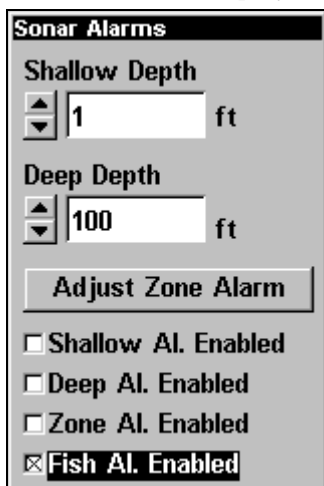 Sonar Alarms
Shallow Depth
1 ft
Deep Depth
100 ft
Adjust Zone Alarm
Shallow Al. Enabled
Deep Al. Enabled
Zone Al. Enabled
Fish Al. Enabled